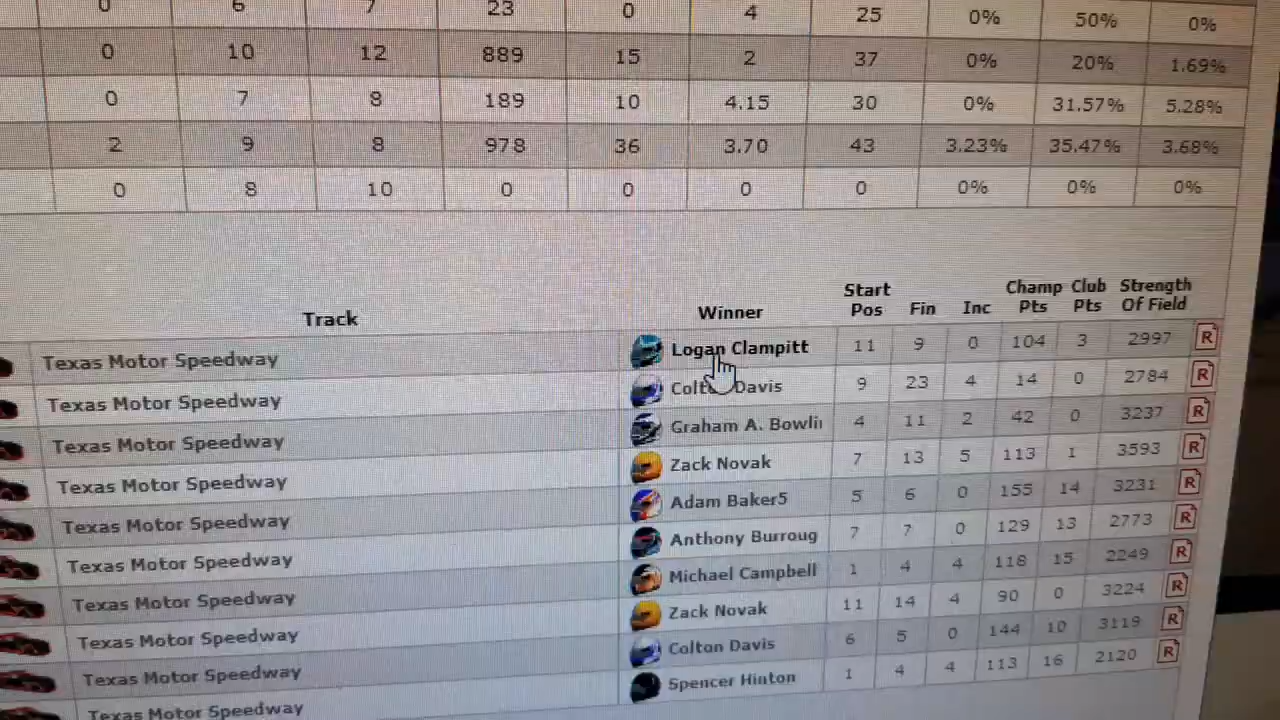 0 6 7 23 0 4 25 0% 50% 0%
0 10 12 889 15 2 37 0% 20% 1.69%
0 7 8 189 10 4.15 30 0% 31.57% 5.28%
2 9 8 978 36 3.70 43 3.23% 35.47% 3.68%
0 8 10 0 0 0 0 0% 0% 0%
Track Winner Start Pos Fin Inc Champ Pts Club Pts Strength Of Field
Texas Motor Speedway Logan Clampitt 11 9 0 104 3 2997 R
Texas Motor Speedway Colton Davis 9 23 4 14 0 2784 R
Texas Motor Speedway Graham A. Bowlin 4 11 2 42 0 3237 R
Texas Motor Speedway Zack Novak 7 13 5 113 1 3593 R
Texas Motor Speedway Adam Baker5 5 6 0 155 14 3231 R
Texas Motor Speedway Anthony Burroug 7 7 0 129 13 2773 R
Texas Motor Speedway Michael Campbell 1 4 4 118 15 2249 R
Texas Motor Speedway Zack Novak 11 14 4 90 0 3224 R
Texas Motor Speedway Colton Davis 6 5 0 144 10 3119 R
Texas Motor Speedway Spencer Hinton 1 4 4 113 16 2120 R